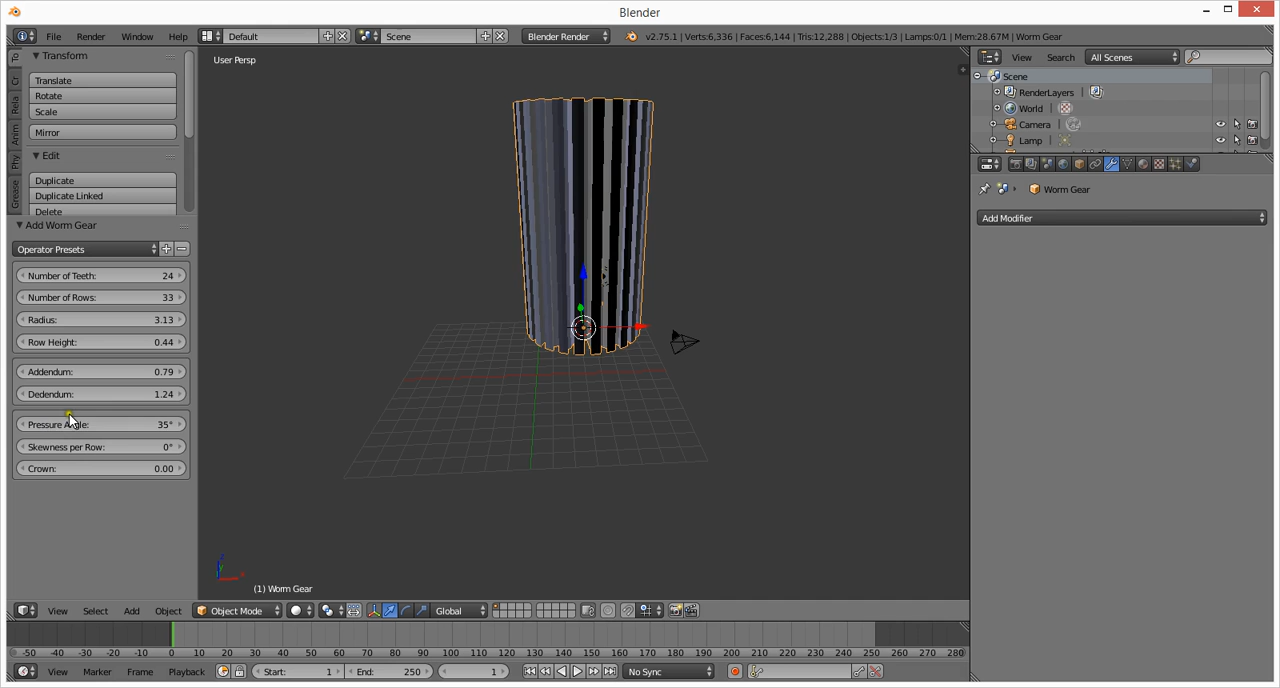 Blender
File Render Window Help Default Scene Blender Render v2.75.1 | Verts:6,336 | Faces:6,144 | Tris:12,288 | Objects:1/3 | Lamps:0/1 | Mem:28.67M | Worm Gear
Transform
Translate
Rotate
Scale
Mirror
Edit
Duplicate
Duplicate Linked
Delete
To
Cr
Rela
Anim
Phy
Grease
Add Worm Gear
Operator Presets
Number of Teeth: 24
Number of Rows: 33
Radius: 3.13
Row Height: 0.44
Addendum: 0.79
Dedendum: 1.24
Pressure A le: 35°
Skewness per Row: 0°
Crown: 0.00
User Persp
(1) Worm Gear
View Search All Scenes
Scene
RenderLayers
World
Camera
Lamp
Worm Gear
Add Modifier
View Select Add Object Object Mode Global
-50 -40 -30 -20 -10 0 10 20 30 40 50 60 70 80 90 100 110 120 130 140 150 160 170 180 190 200 210 220 230 240 250 260 270 280
View Marker Frame Playback Start: 1 End: 250 1 No Sync